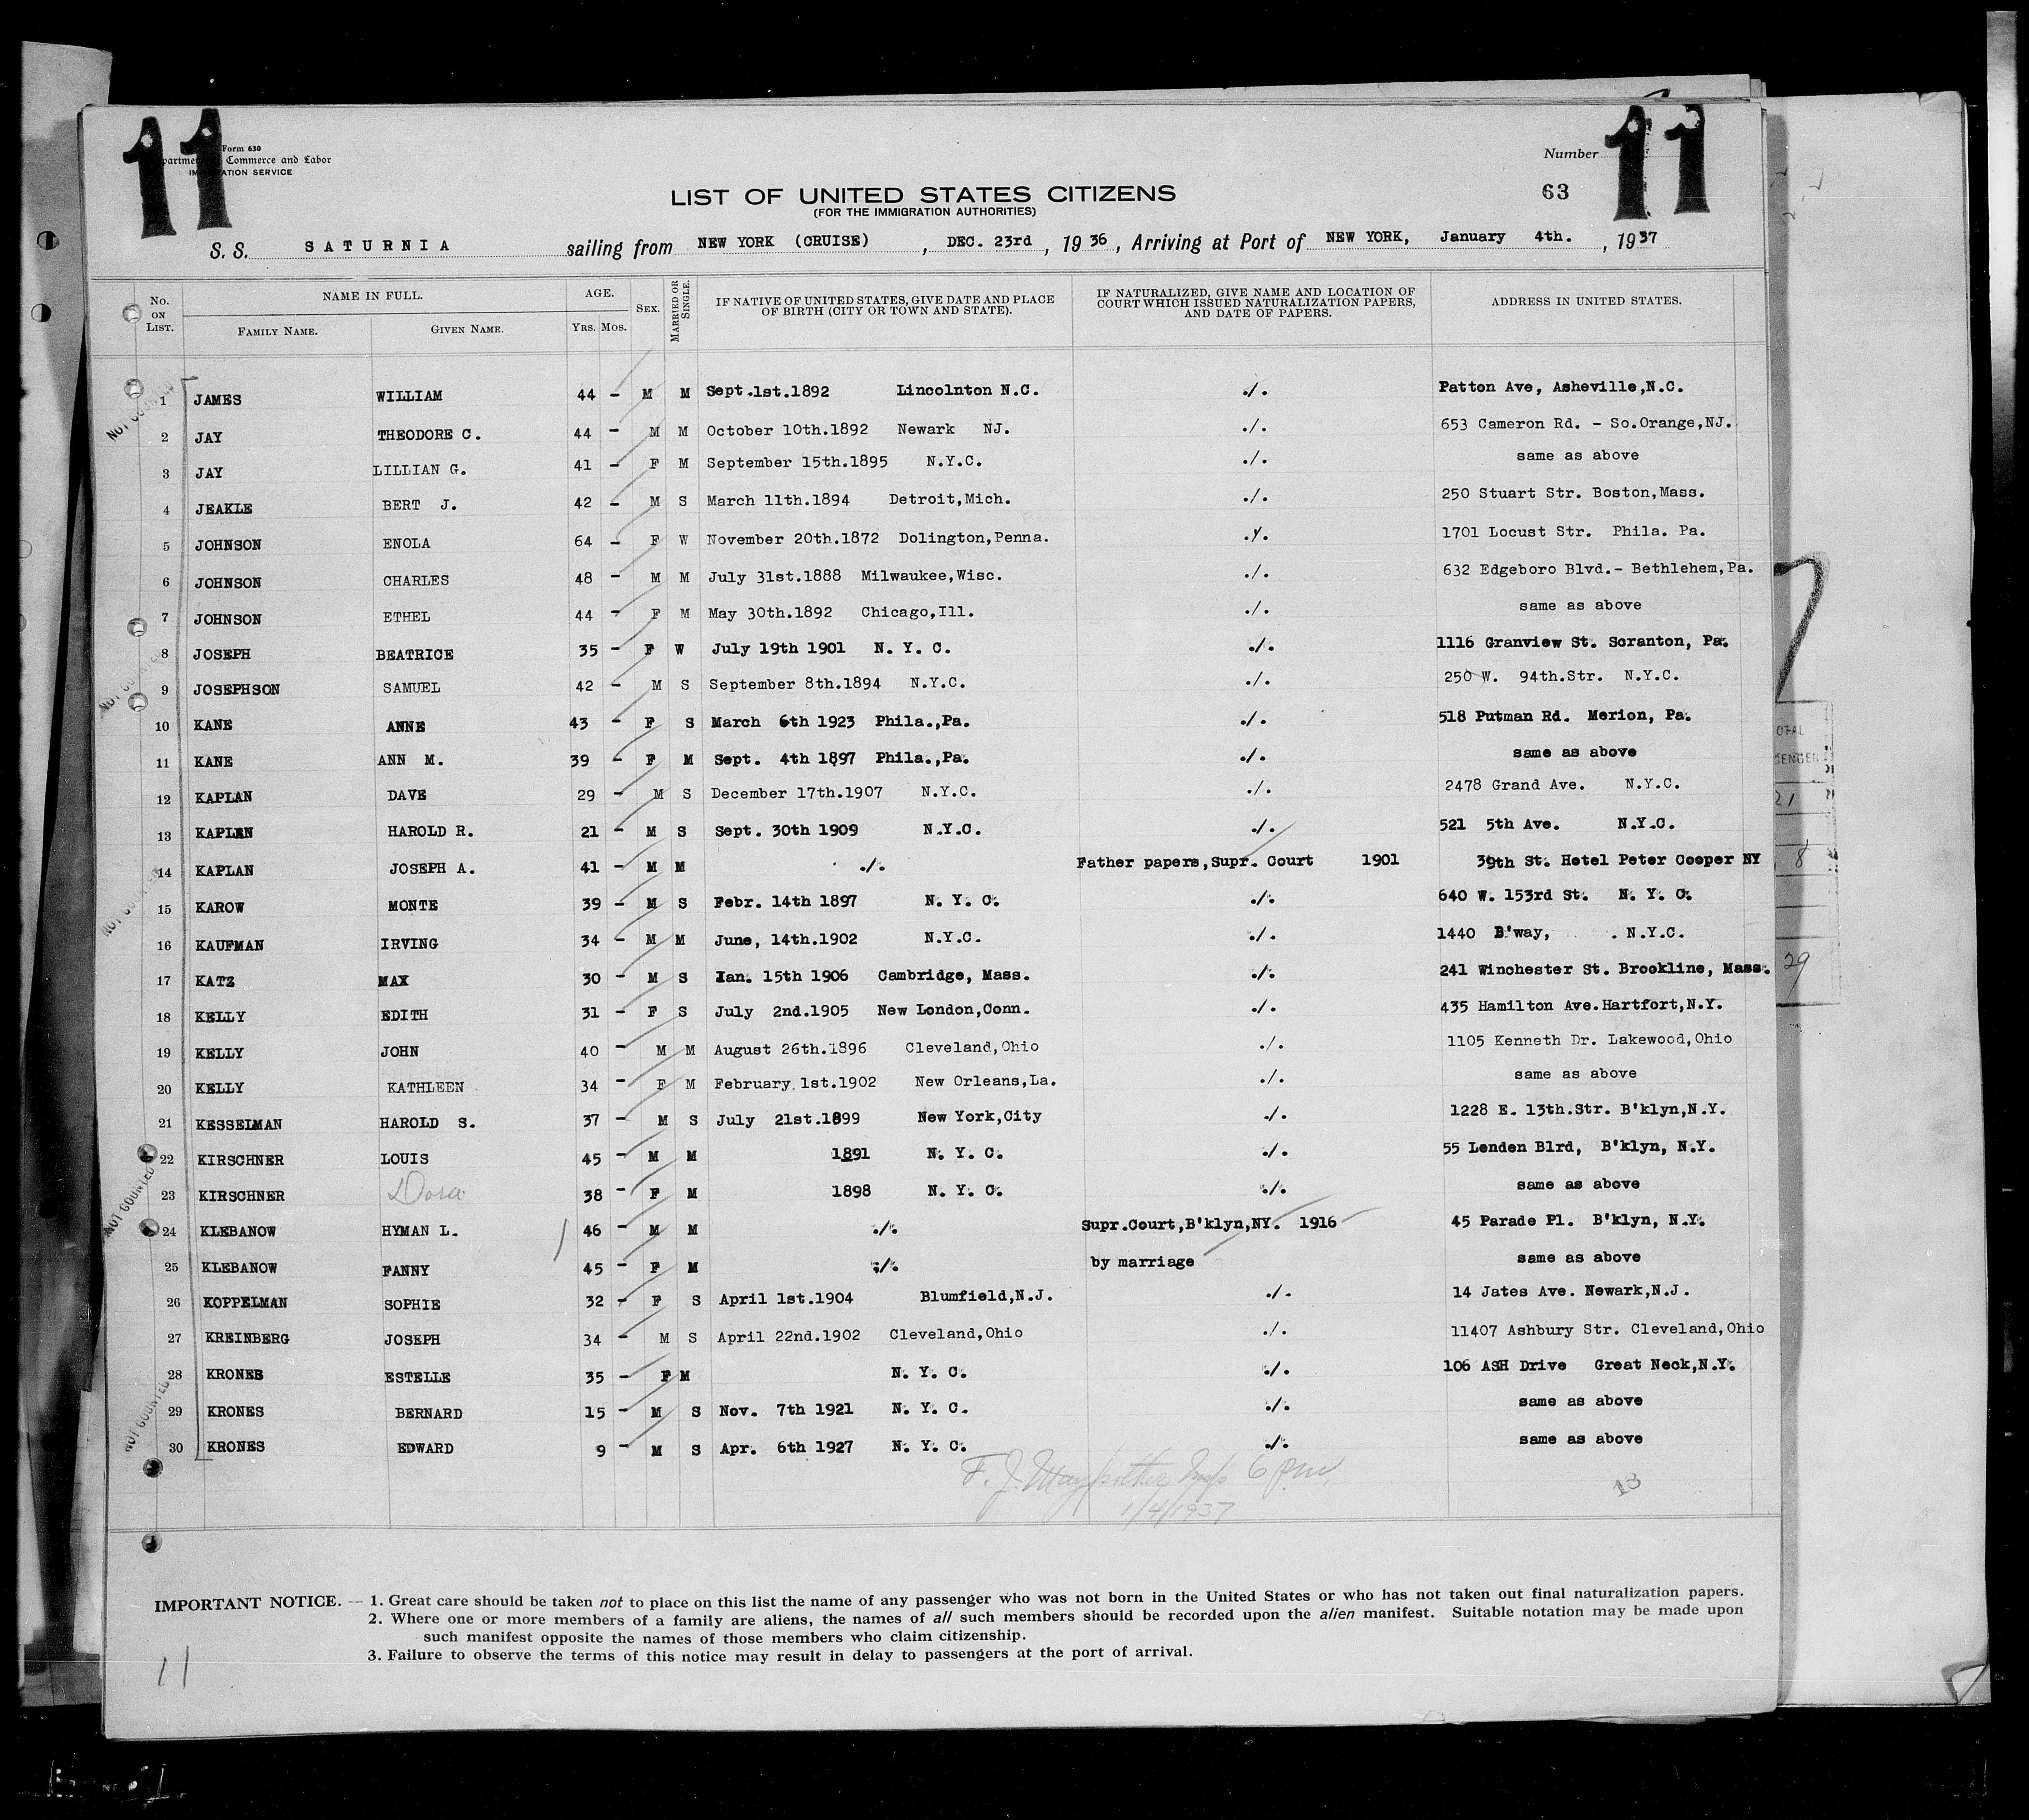 11 11
Form 630
Commerce and Labor
Number
63
LIST OF UNITED STATES CITIZENS
(FOR THE IMMIGRATION AUTHORITIES)
S. S. SATURNIA sailing from NEW YORK (CRUISE) , DEC. 23rd , 19 36 , Arriving at Port of NEW YORK, January 4th. , 19 37
No. ON LIST. NAME IN FULL. FAMILY NAME. GIVEN NAME. AGE. Yrs. Mos. SEX. MARRIED OR SINGLE. IF NATIVE OF UNITED STATES, GIVE DATE AND PLACE OF BIRTH (CITY OR TOWN AND STATE). IF NATURALIZED, GIVE NAME AND LOCATION OF COURT WHICH ISSUED NATURALIZATION PAPERS, AND DATE OF PAPERS. ADDRESS IN UNITED STATES.
1 JAMES WILLIAM 44 - M M Sept.1st.1892 Lincolnton N.C. ./. Patton Ave, Asheville,N.C.
2 JAY THEODORE C. 44 - M M October 10th.1892 Newark NJ. ./. 653 Cameron Rd. - So.Orange,NJ.
3 JAY LILLIAN G. 41 - F M September 15th.1895 N.Y.C. ./. same as above
4 JEAKLE BERT J. 42 - M S March 11th.1894 Detroit,Mich. ./. 250 Stuart Str. Boston,Mass.
5 JOHNSON ENOLA 64 - F W November 20th.1872 Dolington,Penna. ./. 1701 Locust Str. Phila. Pa.
6 JOHNSON CHARLES 48 - M M July 31st.1888 Milwaukee,Wisc. ./. 632 Edgeboro Blvd.- Bethlehem,Pa.
7 JOHNSON ETHEL 44 - F M May 30th.1892 Chicago,Ill. ./. same as above
8 JOSEPH BEATRICE 35 - F W July 19th 1901 N. Y. C. ./. 1116 Granview St. Scranton, Pa.
9 JOSEPHSON SAMUEL 42 - M S September 8th.1894 N.Y.C. ./. 250 W. 94th.Str. N.Y.C.
10 KANE ANNE 43 - F S March 6th 1923 Phila.,Pa. ./. 518 Putman Rd. Merion, Pa.
11 KANE ANN M. 39 - F M Sept. 4th 1897 Phila.,Pa. ./. same as above
12 KAPLAN DAVE 29 - M S December 17th.1907 N.Y.C. ./. 2478 Grand Ave. N.Y.C.
13 KAPLAN HAROLD R. 21 - M S Sept. 30th 1909 N.Y.C. ./. 521 5th Ave. N.Y.C.
14 KAPLAN JOSEPH A. 41 - M M ./. Father papers,Supr. Court 1901 39th St. Hotel Peter Cooper NY
15 KAROW MONTE 39 - M S Febr. 14th 1897 N. Y. C. ./. 640 W. 153rd St. N. Y. C.
16 KAUFMAN IRVING 34 - M M June, 14th.1902 N.Y.C. ./. 1440 B'way, . N.Y.C.
17 KATZ MAX 30 - M S Ian. 15th 1906 Cambridge, Mass. ./. 241 Winchester St. Brookline, Mass.
18 KELLY EDITH 31 - F S July 2nd.1905 New London,Conn. ./. 435 Hamilton Ave.Hartfort,N.Y.
19 KELLY JOHN 40 - M M August 26th.1896 Cleveland,Ohio ./. 1105 Kenneth Dr. Lakewood,Ohio
20 KELLY KATHLEEN 34 - F M February 1st.1902 New Orleans,La. ./. same as above
21 KESSELMAN HAROLD S. 37 - M S July 21st.1899 New York,City ./. 1228 E. 13th.Str. B'klyn,N.Y.
22 KIRSCHNER LOUIS 45 - M M 1891 N. Y. C. ./. 55 Lenden Blrd, B'klyn, N.Y.
23 KIRSCHNER Dora 38 - F M 1898 N. Y. C. ./. same as above
24 KLEBANOW HYMAN L. 46 - M M ./. Supr.Court,B'klyn,NY. 1916 45 Parade Pl. B'klyn, N.Y.
25 KLEBANOW FANNY 45 - F M ./. by marriage same as above
26 KOPPELMAN SOPHIE 32 - F S April 1st.1904 Blumfield,N.J. ./. 14 Jates Ave. Newark,N.J.
27 KREINBERG JOSEPH 34 - M S April 22nd.1902 Cleveland,Ohio ./. 11407 Ashbury Str. Cleveland,Ohio
28 KRONES ESTELLE 35 - F M N. Y. C. ./. 106 ASH Drive Great Neck,N.Y.
29 KRONES BERNARD 15 - M S Nov. 7th 1921 N. Y. C. ./. same as above
30 KRONES EDWARD 9 - M S Apr. 6th 1927 N. Y. C. ./. same as above
NOT COUNTED
NOT COUNTED
F. J. 6 pm
1/4/1937
13
IMPORTANT NOTICE. — 1. Great care should be taken not to place on this list the name of any passenger who was not born in the United States or who has not taken out final naturalization papers.
2. Where one or more members of a family are aliens, the names of all such members should be recorded upon the alien manifest. Suitable notation may be made upon
such manifest opposite the names of those members who claim citizenship.
3. Failure to observe the terms of this notice may result in delay to passengers at the port of arrival.
11